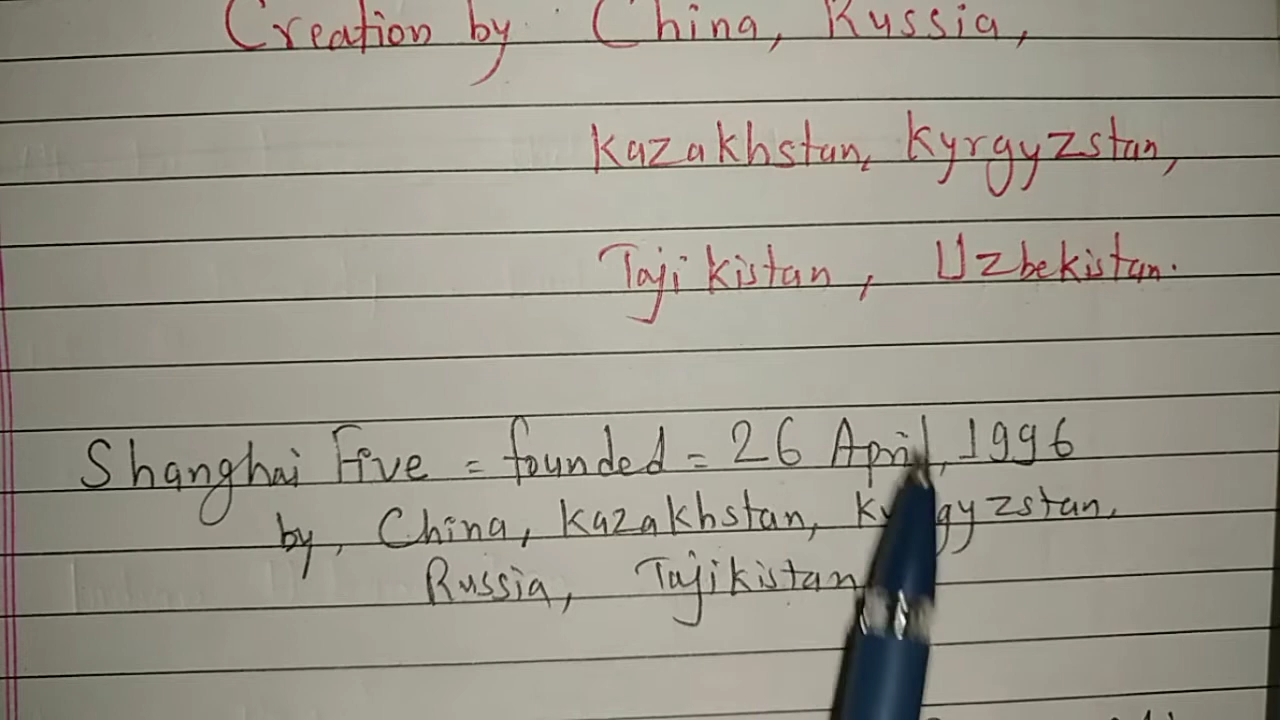 Creation by China, Russia,
Kazakhstan, Kyrgyzstan,
Tajikistan, Uzbekistan.
Shanghai Five = founded = 26 April, 1996
by, China, Kazakhstan, Kyrgyzstan,
Russia, Tajikistan